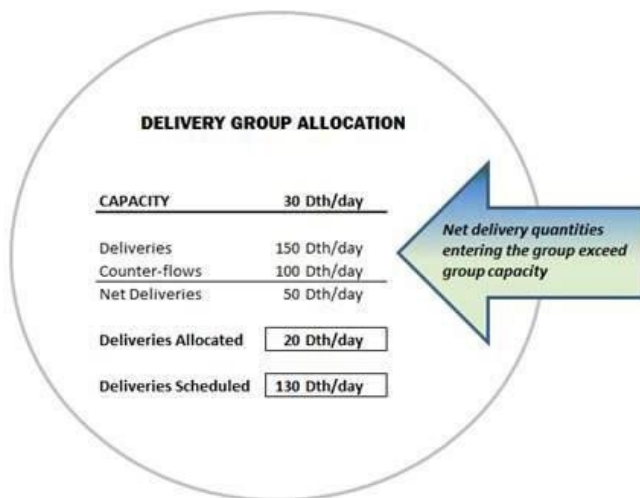 DELIVERY GROUP ALLOCATION
CAPACITY 30 Dth/day
Deliveries 150 Dth/day
Counter-flows 100 Dth/day
Net Deliveries 50 Dth/day
Deliveries Allocated 20 Dth/day
Deliveries Scheduled 130 Dth/day
Net delivery quantities
entering the group exceed
group capacity